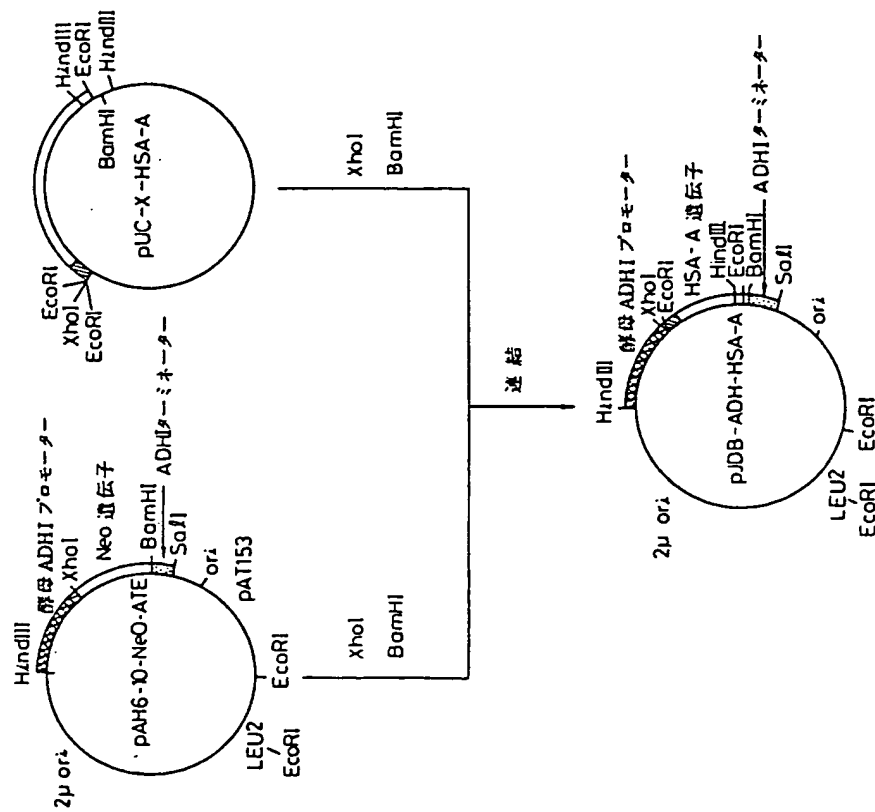 HindIII
酵母ADHIプロモーター
XhoI
Neo 遺伝子
BamHI
ADHIターミネーター
SalI
ori
pAT153
EcoRI
LEU2
EcoRI
2μ ori
pAH6-10-NeO-ATE
XhoI
BamHI
EcoRI
XhoI
EcoRI
HindIII
EcoRI
HindIII
BamHI
pUC-X-HSA-A
XhoI
BamHI
連結
HindIII
酵母ADHIプロモーター
XhoI
EcoRI
HSA-A 遺伝子
HindIII
EcoRI
BamHI
ADHIターミネーター
SalI
ori
EcoRI
LEU2
EcoRI
2μ ori
pJDB-ADH-HSA-A